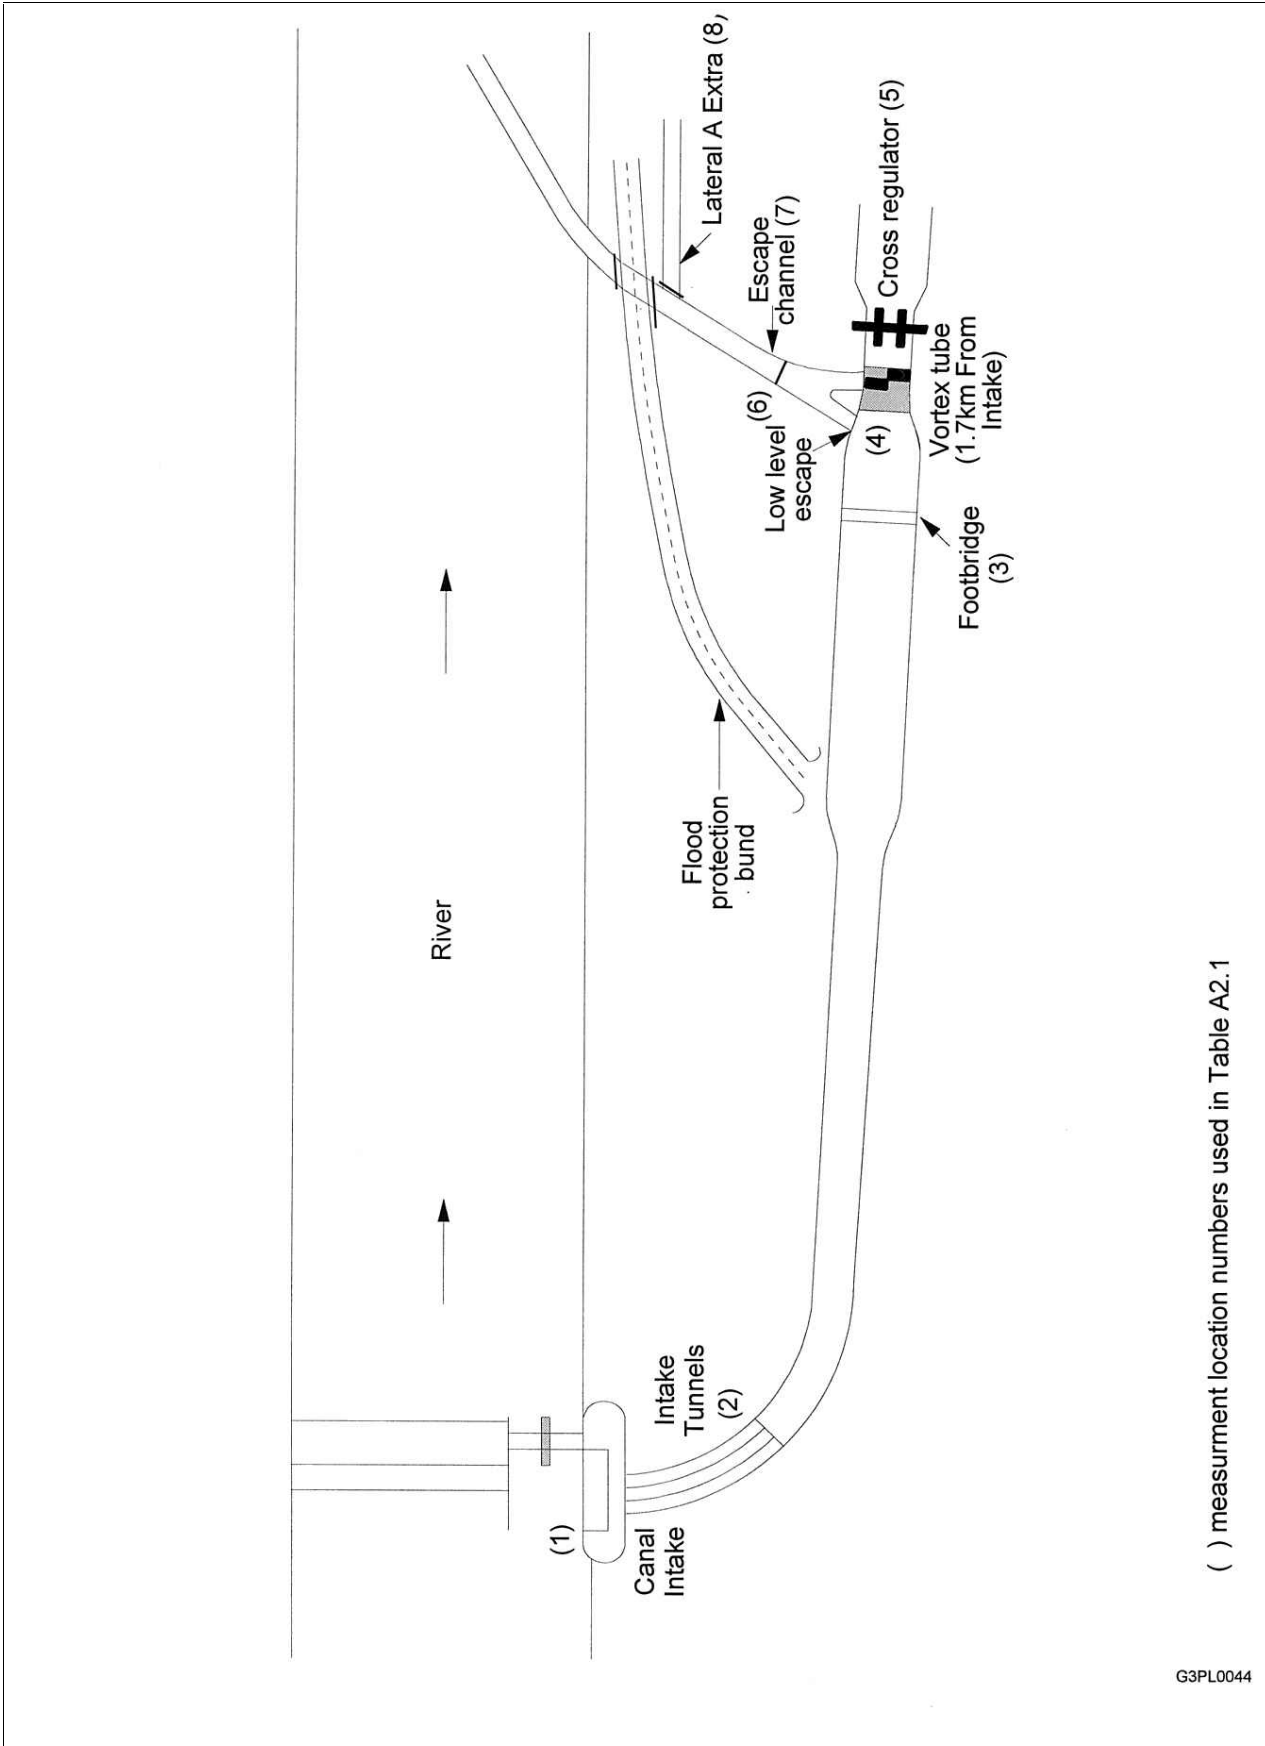 River
(1)
Canal
Intake
Intake
Tunnels
(2)
Flood
protection
bund
Footbridge
(3)
Low level
escape
(4)
Vortex tube
(1.7km From
Intake)
Cross regulator (5)
(6)
Escape
channel (7)
Lateral A Extra (8)
( ) measurment location numbers used in Table A2.1
G3PL0044